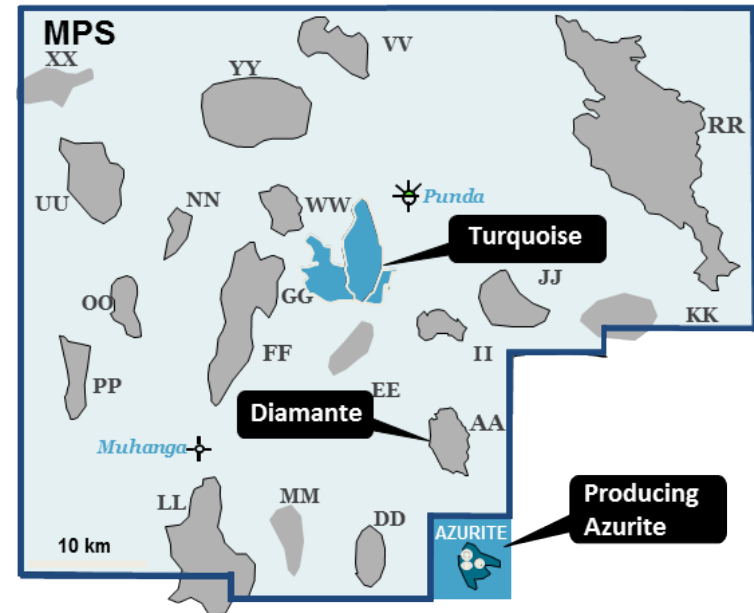 MPS
XX
YY
VV
RR
UU
NN
WW
Punda
Turquoise
OO
GG
JJ
KK
PP
FF
II
EE
Diamante
AA
Muhanga
LL
MM
DD
Producing
Azurite
AZURITE
10 km